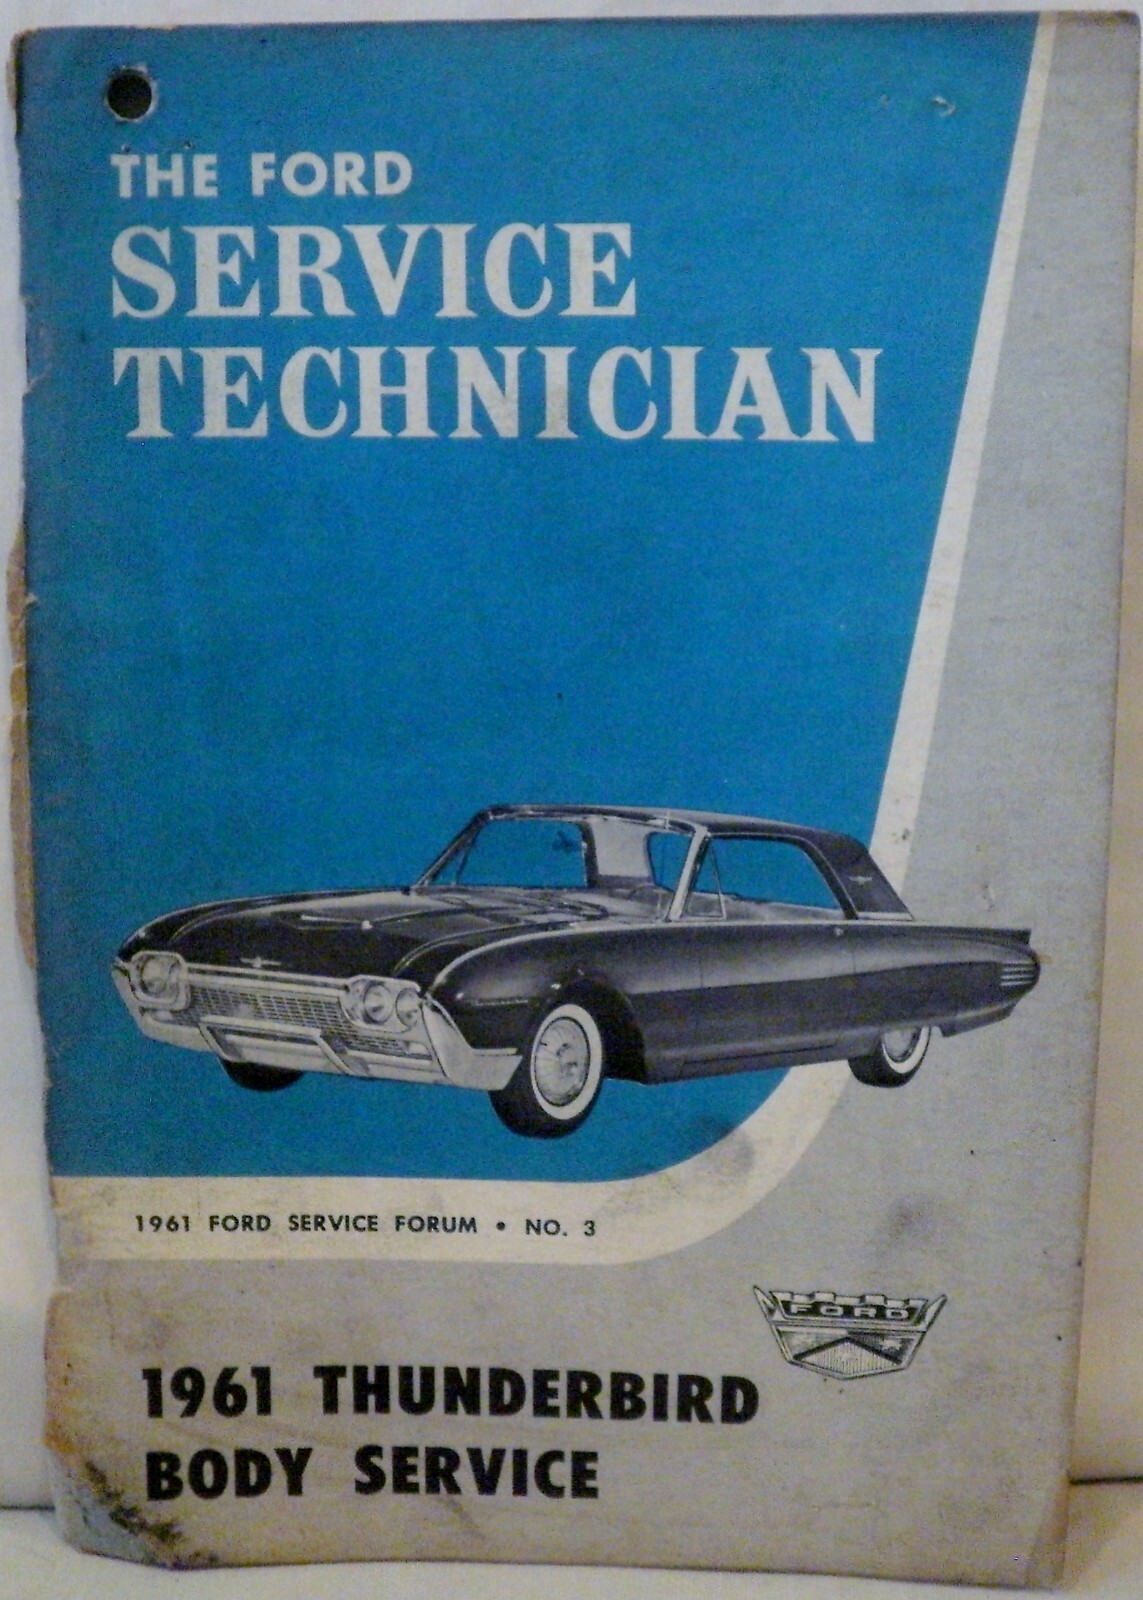 THE FORD
SERVICE
TECHNICIAN
1961 FORD SERVICE FORUM • NO. 3
FORD
1961 THUNDERBIRD
BODY SERVICE